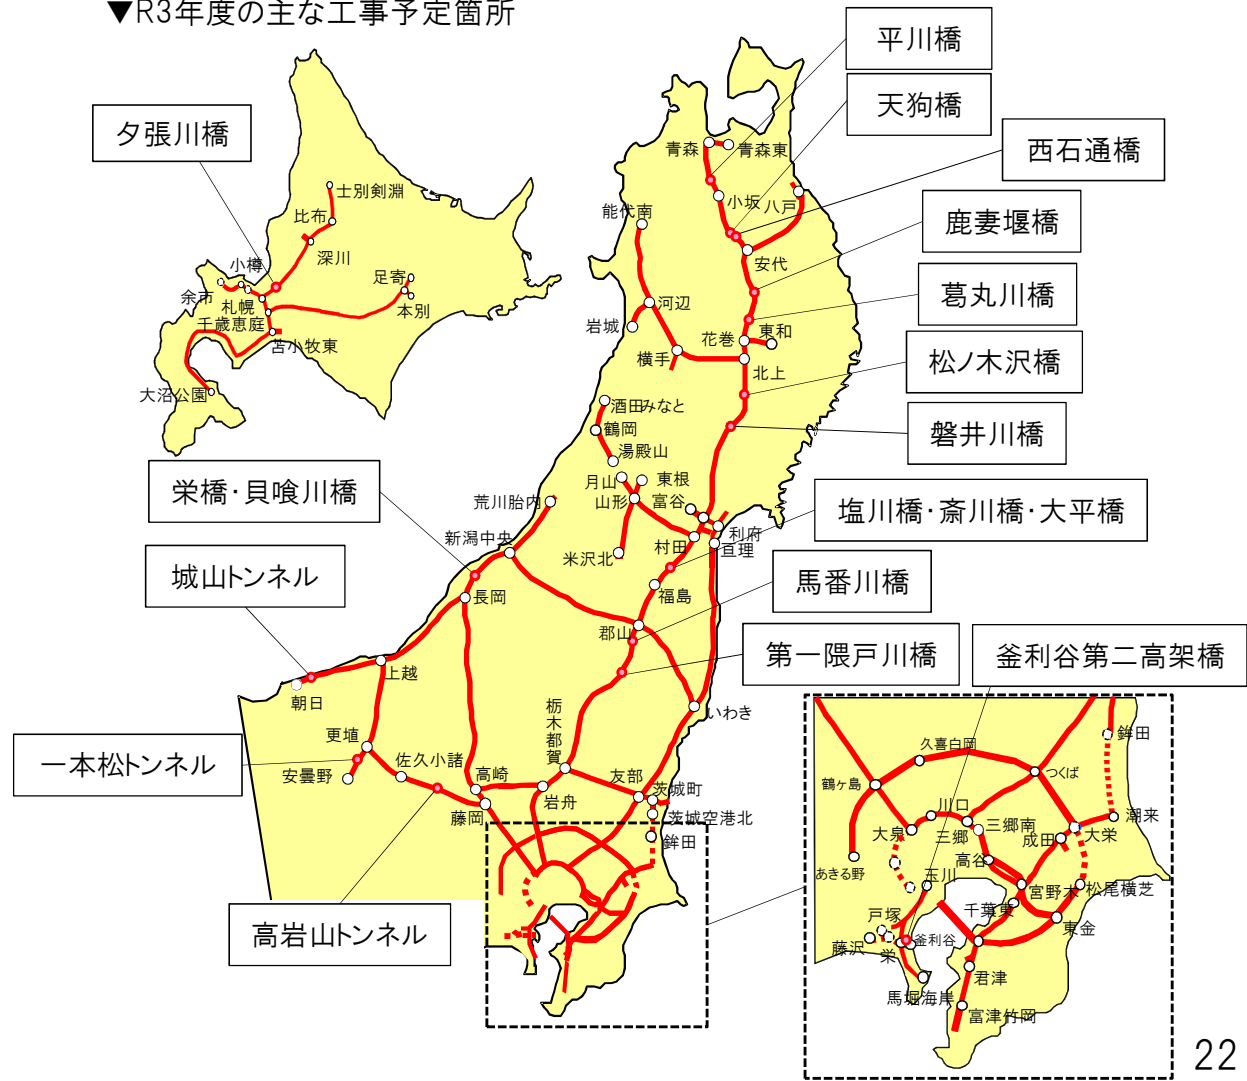 ▼R3年度の主な工事予定箇所
平川橋
天狗橋
西石通橋
鹿妻堰橋
葛丸川橋
松ノ木沢橋
磐井川橋
塩川橋・斎川橋・大平橋
馬番川橋
第一隈戸川橋
釜利谷第二高架橋
夕張川橋
栄橋・貝喰川橋
城山トンネル
一本松トンネル
高岩山トンネル
士別剣淵
比布
深川
小樽
余市
札幌
千歳恵庭
苫小牧東
足寄
本別
大沼公園
青森
青森東
小坂
八戸
能代南
安代
河辺
岩城
花巻
東和
横手
北上
酒田みなと
鶴岡
湯殿山
月山
東根
山形
富谷
荒川胎内
利府
亘理
村田
米沢北
新潟中央
福島
長岡
郡山
上越
朝日
いわき
栃木都賀
更埴
佐久小諸
安曇野
高崎
藤岡
岩舟
友部
茨城町
茨城空港北
鉾田
鉾田
久喜白岡
つくば
鶴ヶ島
川口
大泉
三郷
三郷南
成田
大栄
潮来
高谷
あきる野
玉川
宮野木
松尾横芝
千葉東
戸塚
東金
藤沢
栄
釜利谷
君津
馬堀海岸
富津竹岡
22